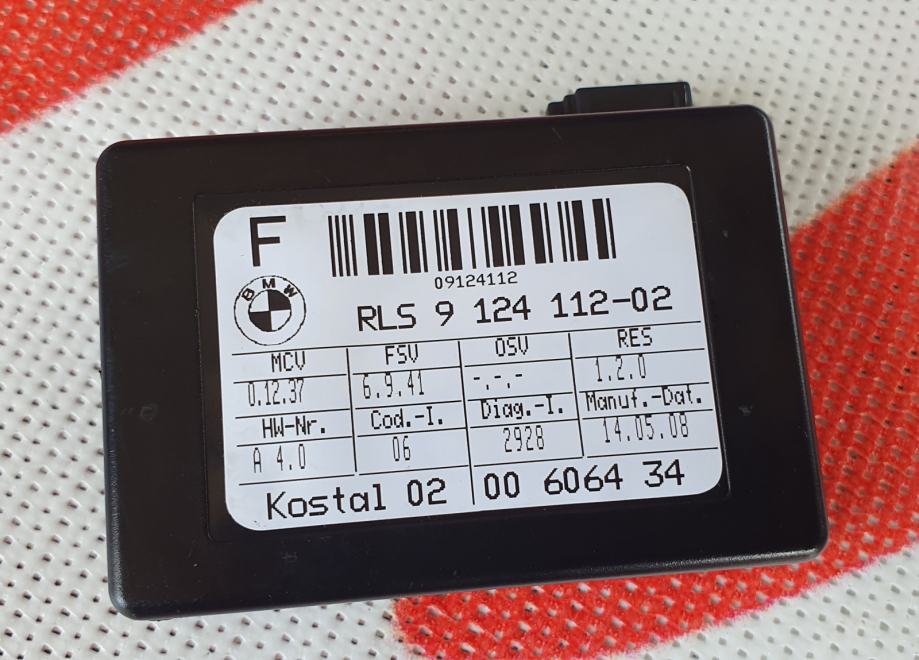 F
09124112
BMW
RLS 9 124 112-02
MCV FSV OSV RES
0.12.37 6.9.41 -.-.- 1.2.0
HW-Nr. Cod.-I. Diag.-I. Manuf.-Dat.
A 4.0 06 2928 14.05.08
Kostal 02 00 6064 34